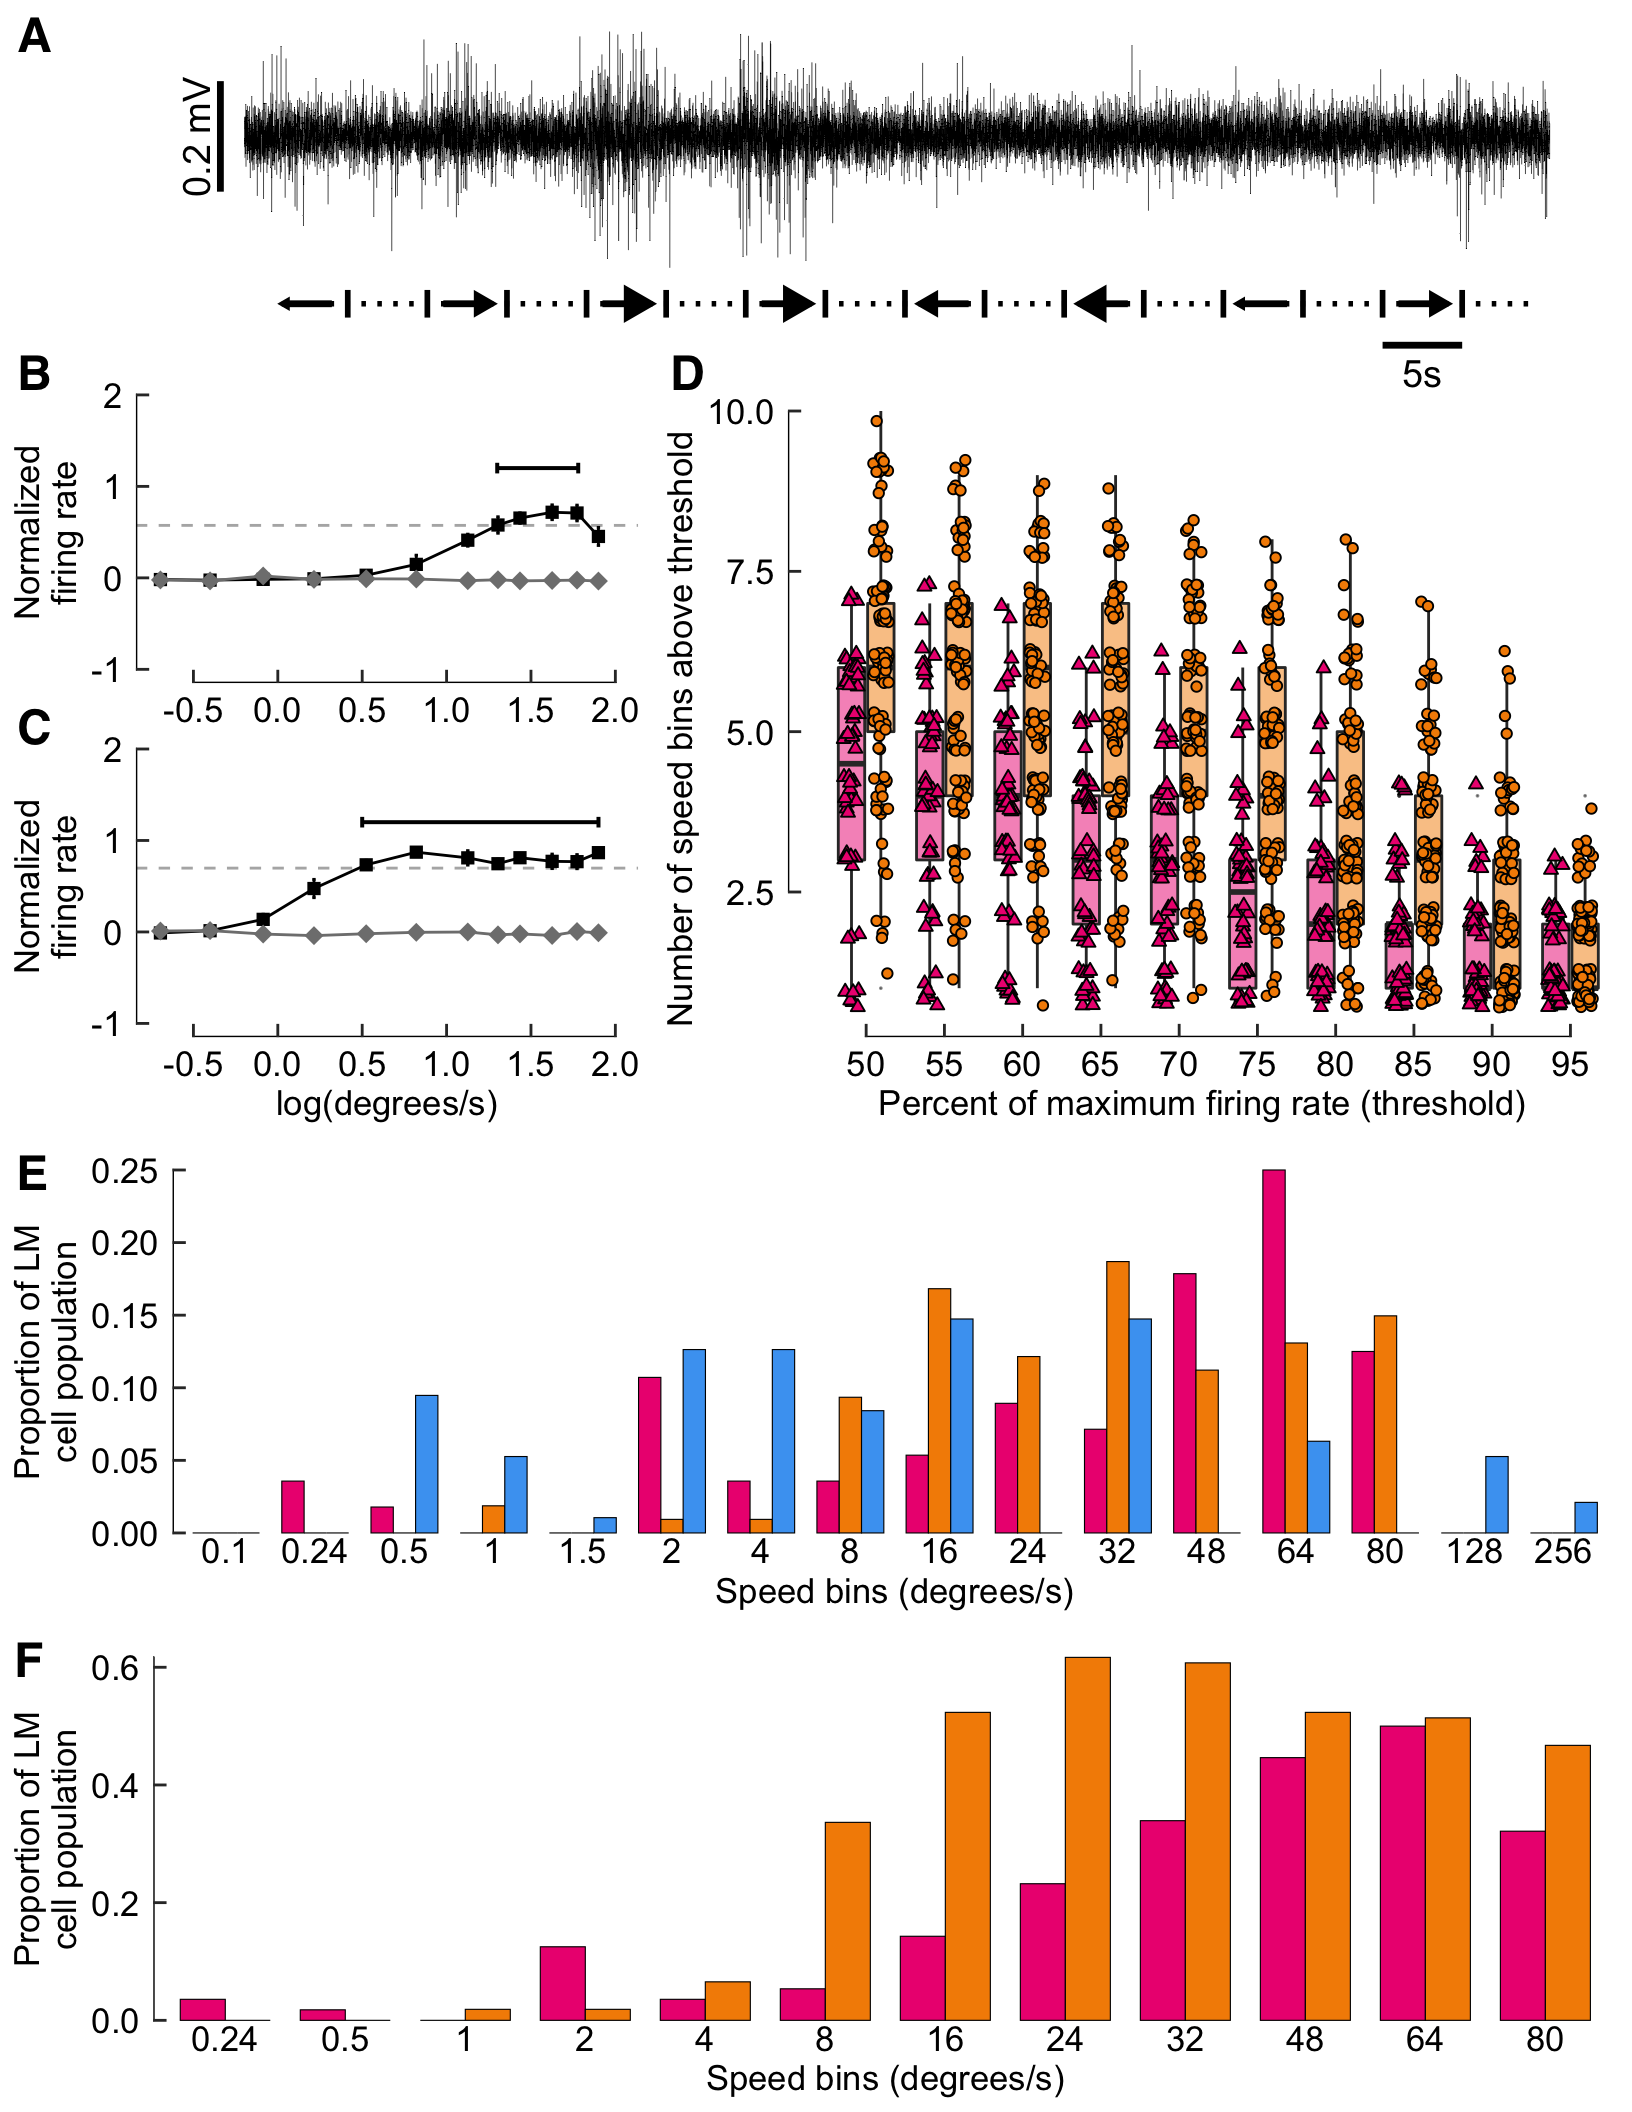 A
0.2 mV
5s
B
2
1
0
-1
Normalized
firing rate
-0.5 0.0 0.5 1.0 1.5 2.0
C
2
1
0
-1
Normalized
firing rate
-0.5 0.0 0.5 1.0 1.5 2.0
log(degrees/s)
D
10.0
7.5
5.0
2.5
Number of speed bins above threshold
50 55 60 65 70 75 80 85 90 95
Percent of maximum firing rate (threshold)
E
0.25
0.20
0.15
0.10
0.05
0.00
Proportion of LM
cell population
0.1 0.24 0.5 1 1.5 2 4 8 16 24 32 48 64 80 128 256
Speed bins (degrees/s)
F
0.6
0.4
0.2
0.0
Proportion of LM
cell population
0.24 0.5 1 2 4 8 16 24 32 48 64 80
Speed bins (degrees/s)